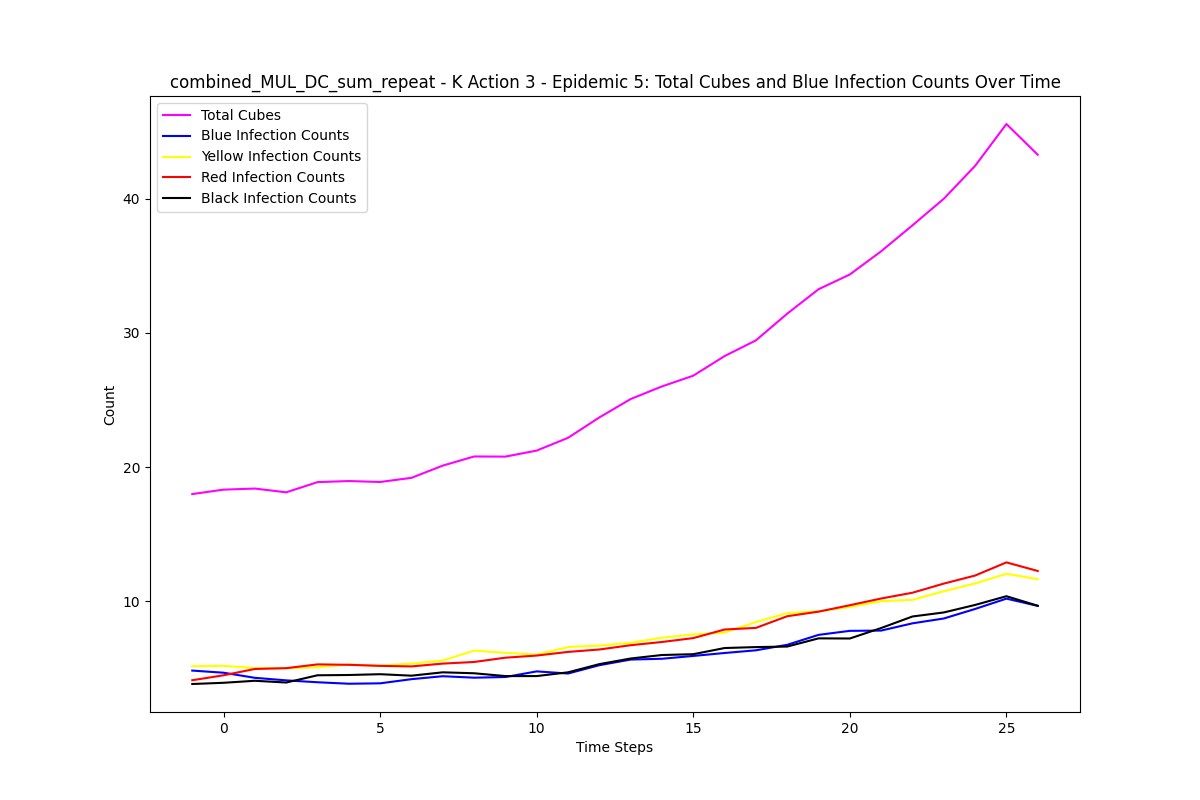 combined_MUL_DC_sum_repeat - K Action 3 - Epidemic 5: Total Cubes and Blue Infection Counts Over Time
Total Cubes
Blue Infection Counts
Yellow Infection Counts
Red Infection Counts
Black Infection Counts
40
30
20
10
Count
0 5 10 15 20 25
Time Steps